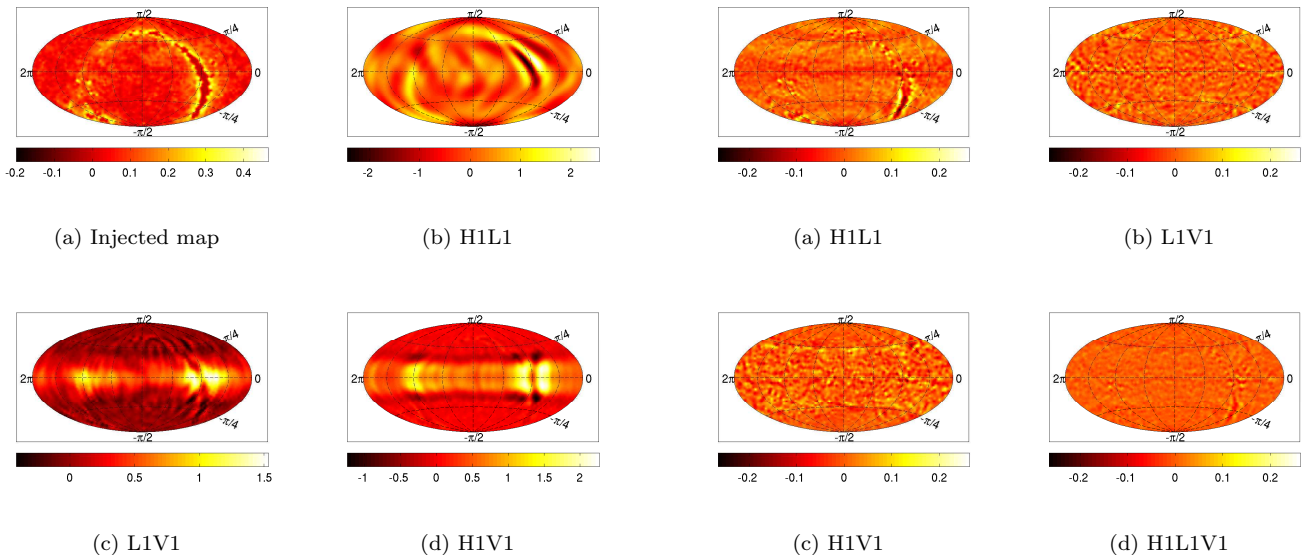 π/2 π/2 π/2 π/2
π/4 π/4 π/4 π/4
2π 0 2π 0 2π 0 2π 0
-π/4 -π/4 -π/4 -π/4
-π/2 -π/2 -π/2 -π/2
-0.2 -0.1 0 0.1 0.2 0.3 0.4 -2 -1 0 1 2 -0.2 -0.1 0 0.1 0.2 -0.2 -0.1 0 0.1 0.2
(a) Injected map (b) H1L1 (a) H1L1 (b) L1V1
π/2 π/2 π/2 π/2
π/4 π/4 π/4 π/4
2π 0 2π 0 2π 0 2π 0
-π/4 -π/4 -π/4 -π/4
-π/2 -π/2 -π/2 -π/2
0 0.5 1 1.5 -1 -0.5 0 0.5 1 1.5 2 -0.2 -0.1 0 0.1 0.2 -0.2 -0.1 0 0.1 0.2
(c) L1V1 (d) H1V1 (c) H1V1 (d) H1L1V1